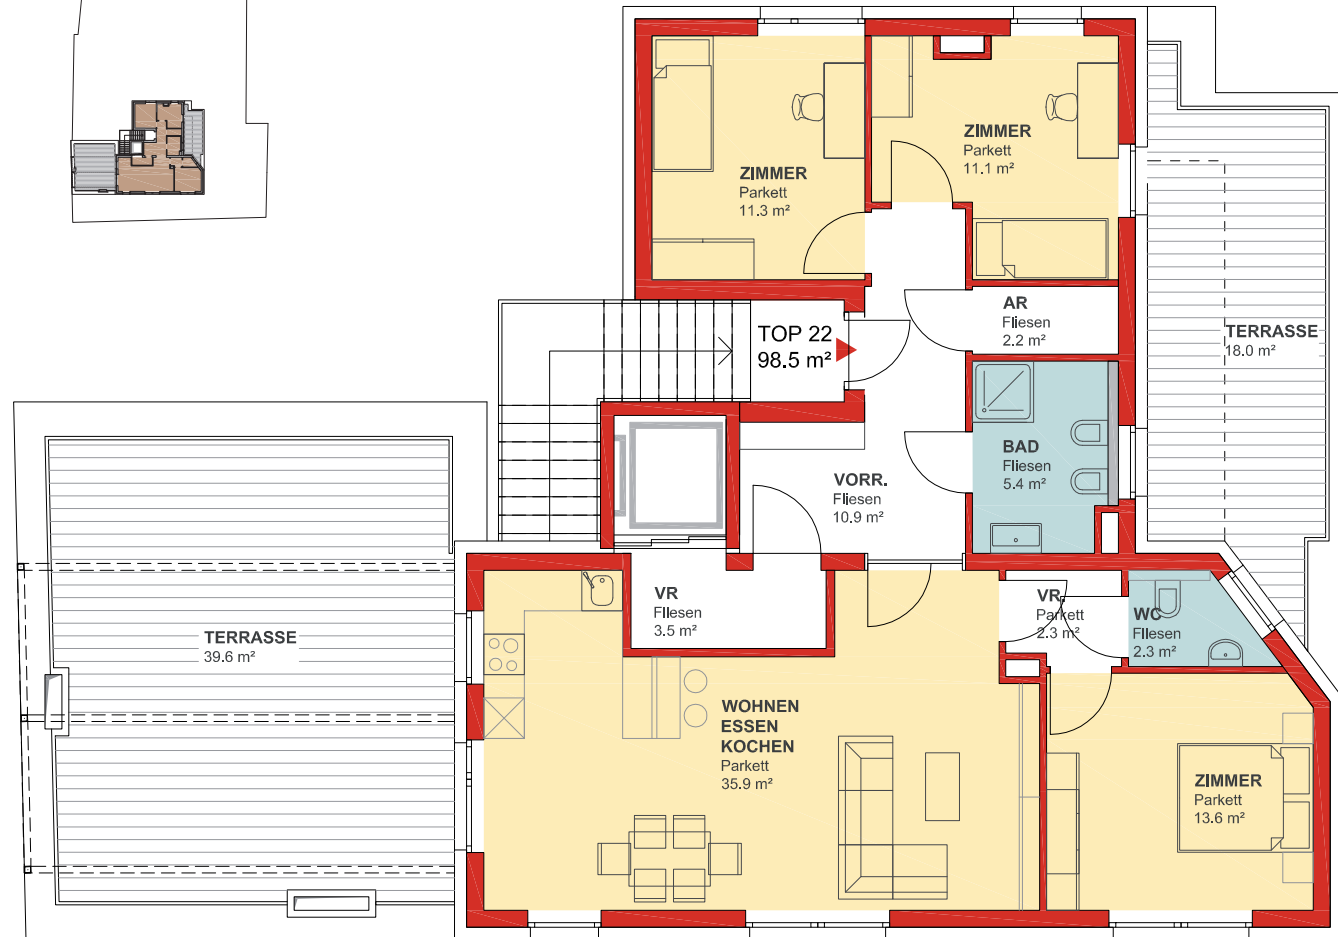 ZIMMER
Parkett
11.3 m²
ZIMMER
Parkett
11.1 m²
AR
Fliesen
2.2 m²
TOP 22
98.5 m²
TERRASSE
18.0 m²
BAD
Fliesen
5.4 m²
VORR.
Fliesen
10.9 m²
VR
Fliesen
3.5 m²
VR
Parkett
2.3 m²
WC
Fliesen
2.3 m²
TERRASSE
39.6 m²
WOHNEN
ESSEN
KOCHEN
Parkett
35.9 m²
ZIMMER
Parkett
13.6 m²